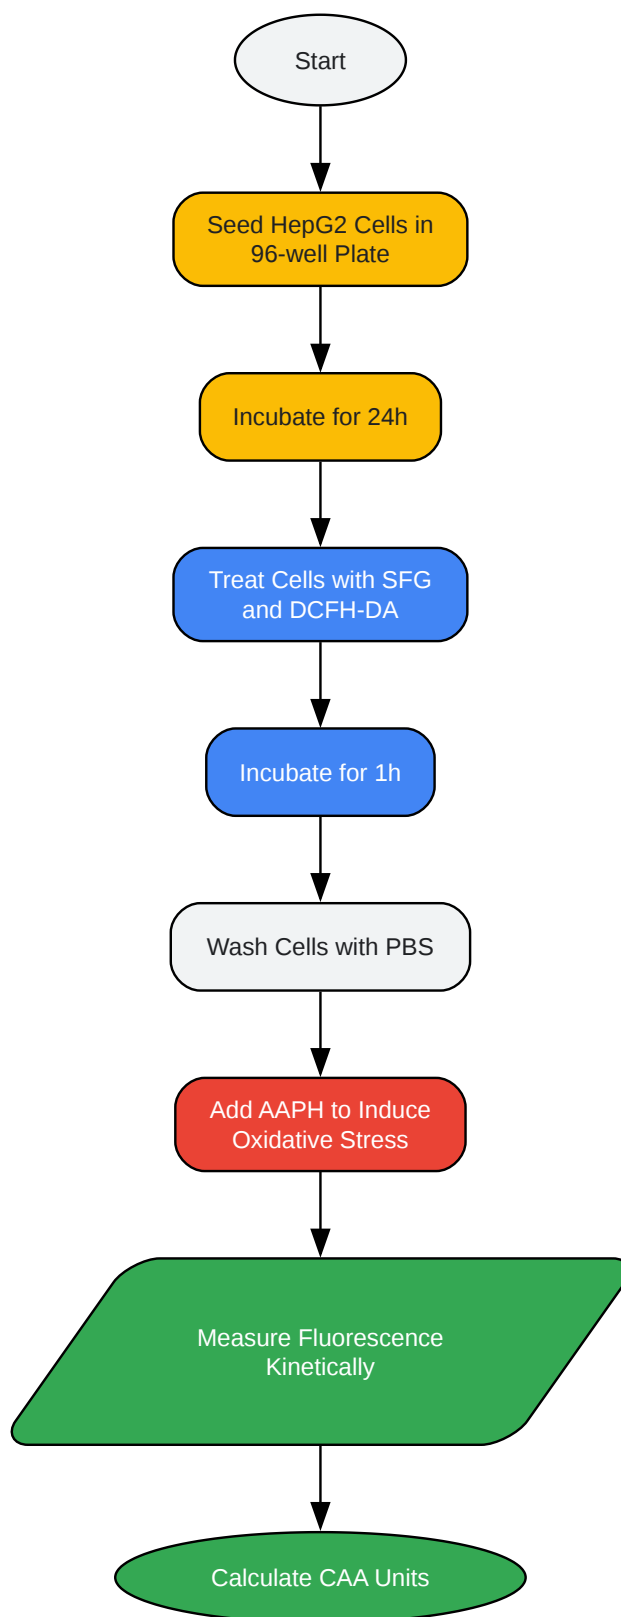 Start
Seed HepG2 Cells in
96-well Plate
Incubate for 24h
Treat Cells with SFG
and DCFH-DA
Incubate for 1h
Wash Cells with PBS
Add AAPH to Induce
Oxidative Stress
Measure Fluorescence
Kinetically
Calculate CAA Units